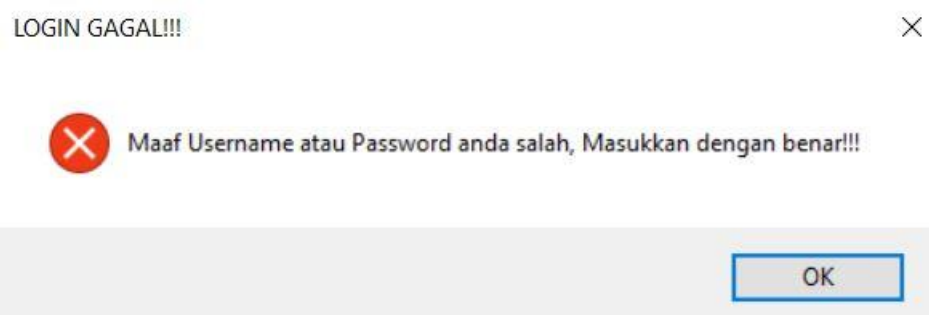 LOGIN GAGAL!!!
Maaf Username atau Password anda salah, Masukkan dengan benar!!!
OK